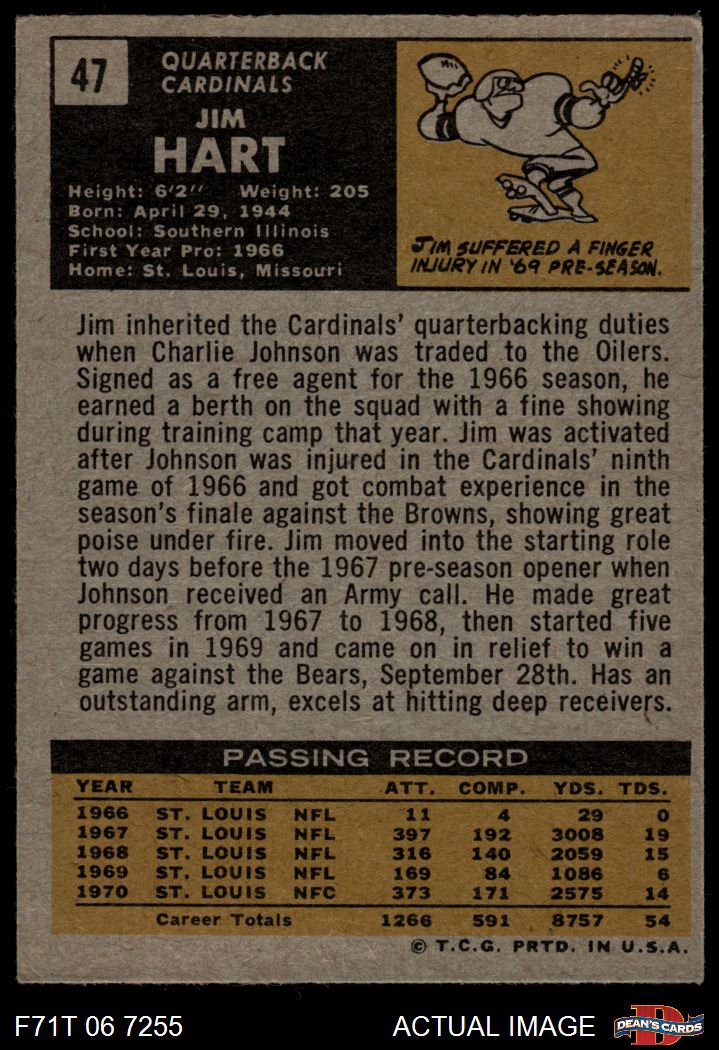 47
QUARTERBACK
CARDINALS
JIM
HART
Height: 6'2" Weight: 205
Born: April 29, 1944
School: Southern Illinois
First Year Pro: 1966
Home: St. Louis, Missouri
JIM SUFFERED A FINGER
INJURY IN '69 PRE-SEASON.
Jim inherited the Cardinals' quarterbacking duties
when Charlie Johnson was traded to the Oilers.
Signed as a free agent for the 1966 season, he
earned a berth on the squad with a fine showing
during training camp that year. Jim was activated
after Johnson was injured in the Cardinals' ninth
game of 1966 and got combat experience in the
season's finale against the Browns, showing great
poise under fire. Jim moved into the starting role
two days before the 1967 pre-season opener when
Johnson received an Army call. He made great
progress from 1967 to 1968, then started five
games in 1969 and came on in relief to win a
game against the Bears, September 28th. Has an
outstanding arm, excels at hitting deep receivers.
PASSING RECORD
YEAR TEAM ATT. COMP. YDS. TDS.
1966 ST. LOUIS NFL 11 4 29 0
1967 ST. LOUIS NFL 397 192 3008 19
1968 ST. LOUIS NFL 316 140 2059 15
1969 ST. LOUIS NFL 169 84 1086 6
1970 ST. LOUIS NFC 373 171 2575 14
Career Totals 1266 591 8757 54
© T.C.G. PRTD. IN U.S.A.
F71T 06 7255 ACTUAL IMAGE D DEAN'S CARDS